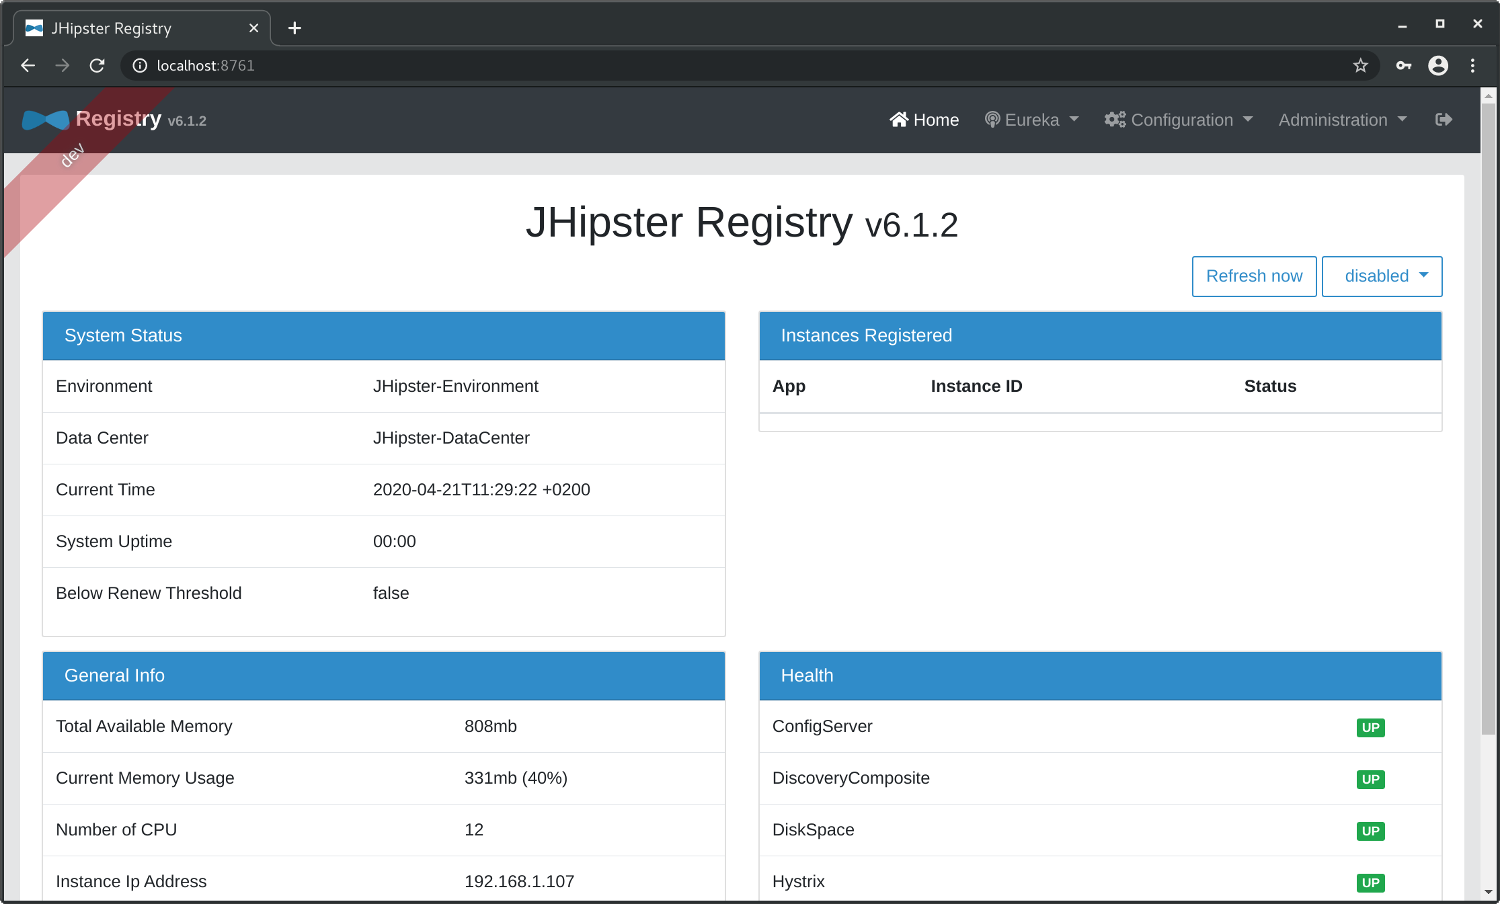 JHipster Registry
localhost:8761
Registry v6.1.2
Home Eureka Configuration Administration
dev
JHipster Registry v6.1.2
Refresh now disabled
System Status
Environment JHipster-Environment
Data Center JHipster-DataCenter
Current Time 2020-04-21T11:29:22 +0200
System Uptime 00:00
Below Renew Threshold false
Instances Registered
App Instance ID Status
General Info
Total Available Memory 808mb
Current Memory Usage 331mb (40%)
Number of CPU 12
Instance Ip Address 192.168.1.107
Health
ConfigServer UP
DiscoveryComposite UP
DiskSpace UP
Hystrix UP